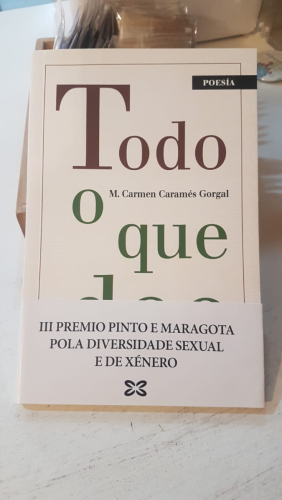 POESÍA
Todo
M. Carmen Caramés Gorgal
o que
III PREMIO PINTO E MARAGOTA
POLA DIVERSIDADE SEXUAL
E DE XÉNERO